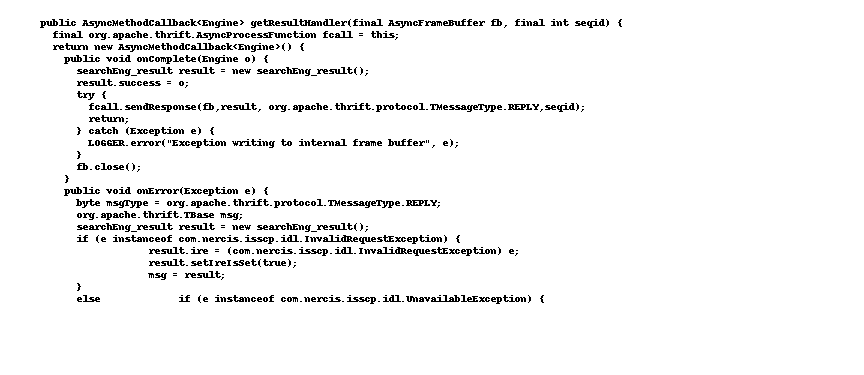 public AsyncMethodCallback<Engine> getResultHandler(final AsyncFrameBuffer fb, final int seqid) {
final org.apache.thrift.AsyncProcessFunction fcall = this;
return new AsyncMethodCallback<Engine>() {
public void onComplete(Engine o) {
searchEng_result result = new searchEng_result();
result.success = o;
try {
fcall.sendResponse(fb,result, org.apache.thrift.protocol.TMessageType.REPLY,seqid);
return;
} catch (Exception e) {
LOGGER.error("Exception writing to internal frame buffer", e);
}
fb.close();
}
public void onError(Exception e) {
byte msgType = org.apache.thrift.protocol.TMessageType.REPLY;
org.apache.thrift.TBase msg;
searchEng_result result = new searchEng_result();
if (e instanceof com.nercis.isscp.idl.InvalidRequestException) {
result.ire = (com.nercis.isscp.idl.InvalidRequestException) e;
result.setIreIsSet(true);
msg = result;
}
else if (e instanceof com.nercis.isscp.idl.UnavailableException) {